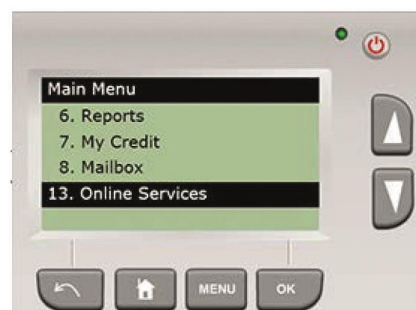 Main Menu
6. Reports
7. My Credit
8. Mailbox
13. Online Services
MENU
OK